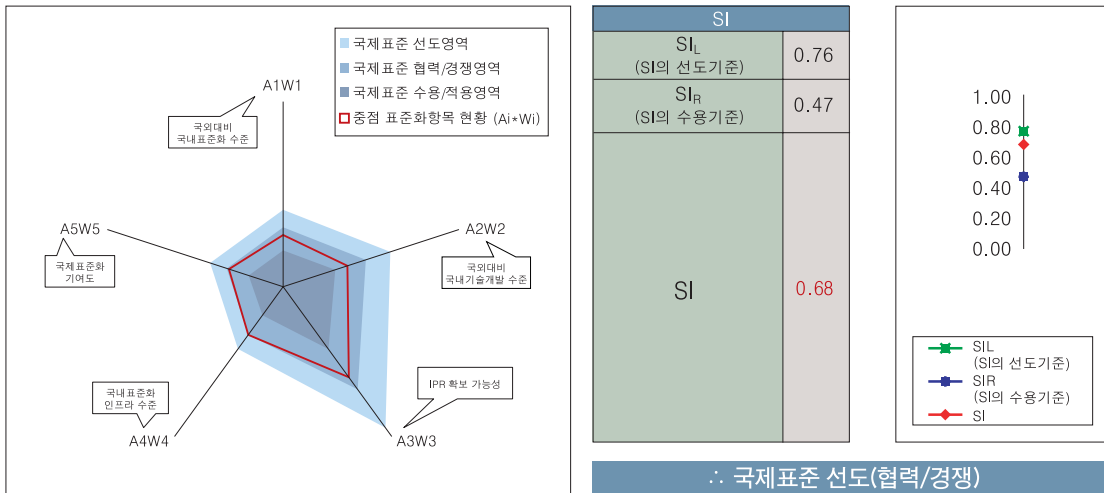 국제표준 선도영역
국제표준 협력/경쟁영역
국제표준 수용/적용영역
중점 표준화항목 현황 (Ai*Wi)
A1W1
국외대비
국내표준화 수준
A2W2
국외대비
국내기술개발 수준
A5W5
국제표준화
기여도
국내표준화
인프라 수준
A4W4
IPR 확보 가능성
A3W3
SI
SIL
(SI의 선도기준)
0.76
SIR
(SI의 수용기준)
0.47
SI
0.68
1.00
0.80
0.60
0.40
0.20
0.00
SIL
(SI의 선도기준)
SIR
(SI의 수용기준)
SI
∴ 국제표준 선도(협력/경쟁)